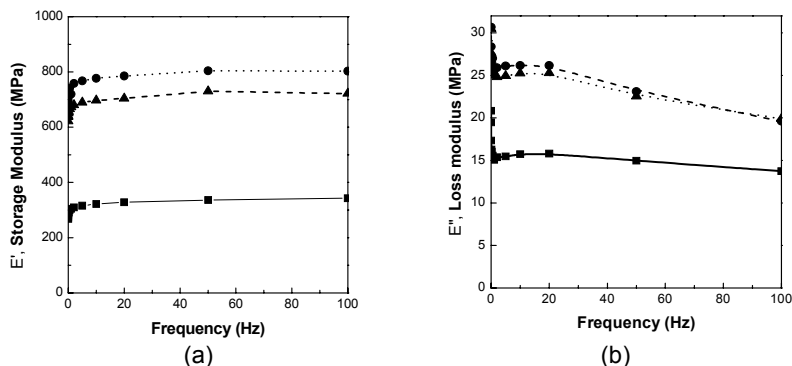 E', Storage Modulus (MPa)
1000
800
600
400
200
0
0 20 40 60 80 100
Frequency (Hz)
(a)
E", Loss modulus (MPa)
30
25
20
15
10
5
0
0 20 40 60 80 100
Frequency (Hz)
(b)